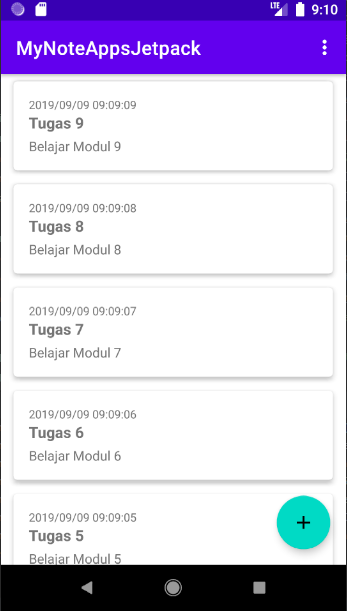 LTE 9:10
MyNoteAppsJetpack
2019/09/09 09:09:09
Tugas 9
Belajar Modul 9
2019/09/09 09:09:08
Tugas 8
Belajar Modul 8
2019/09/09 09:09:07
Tugas 7
Belajar Modul 7
2019/09/09 09:09:06
Tugas 6
Belajar Modul 6
2019/09/09 09:09:05
Tugas 5
Belajar Modul 5